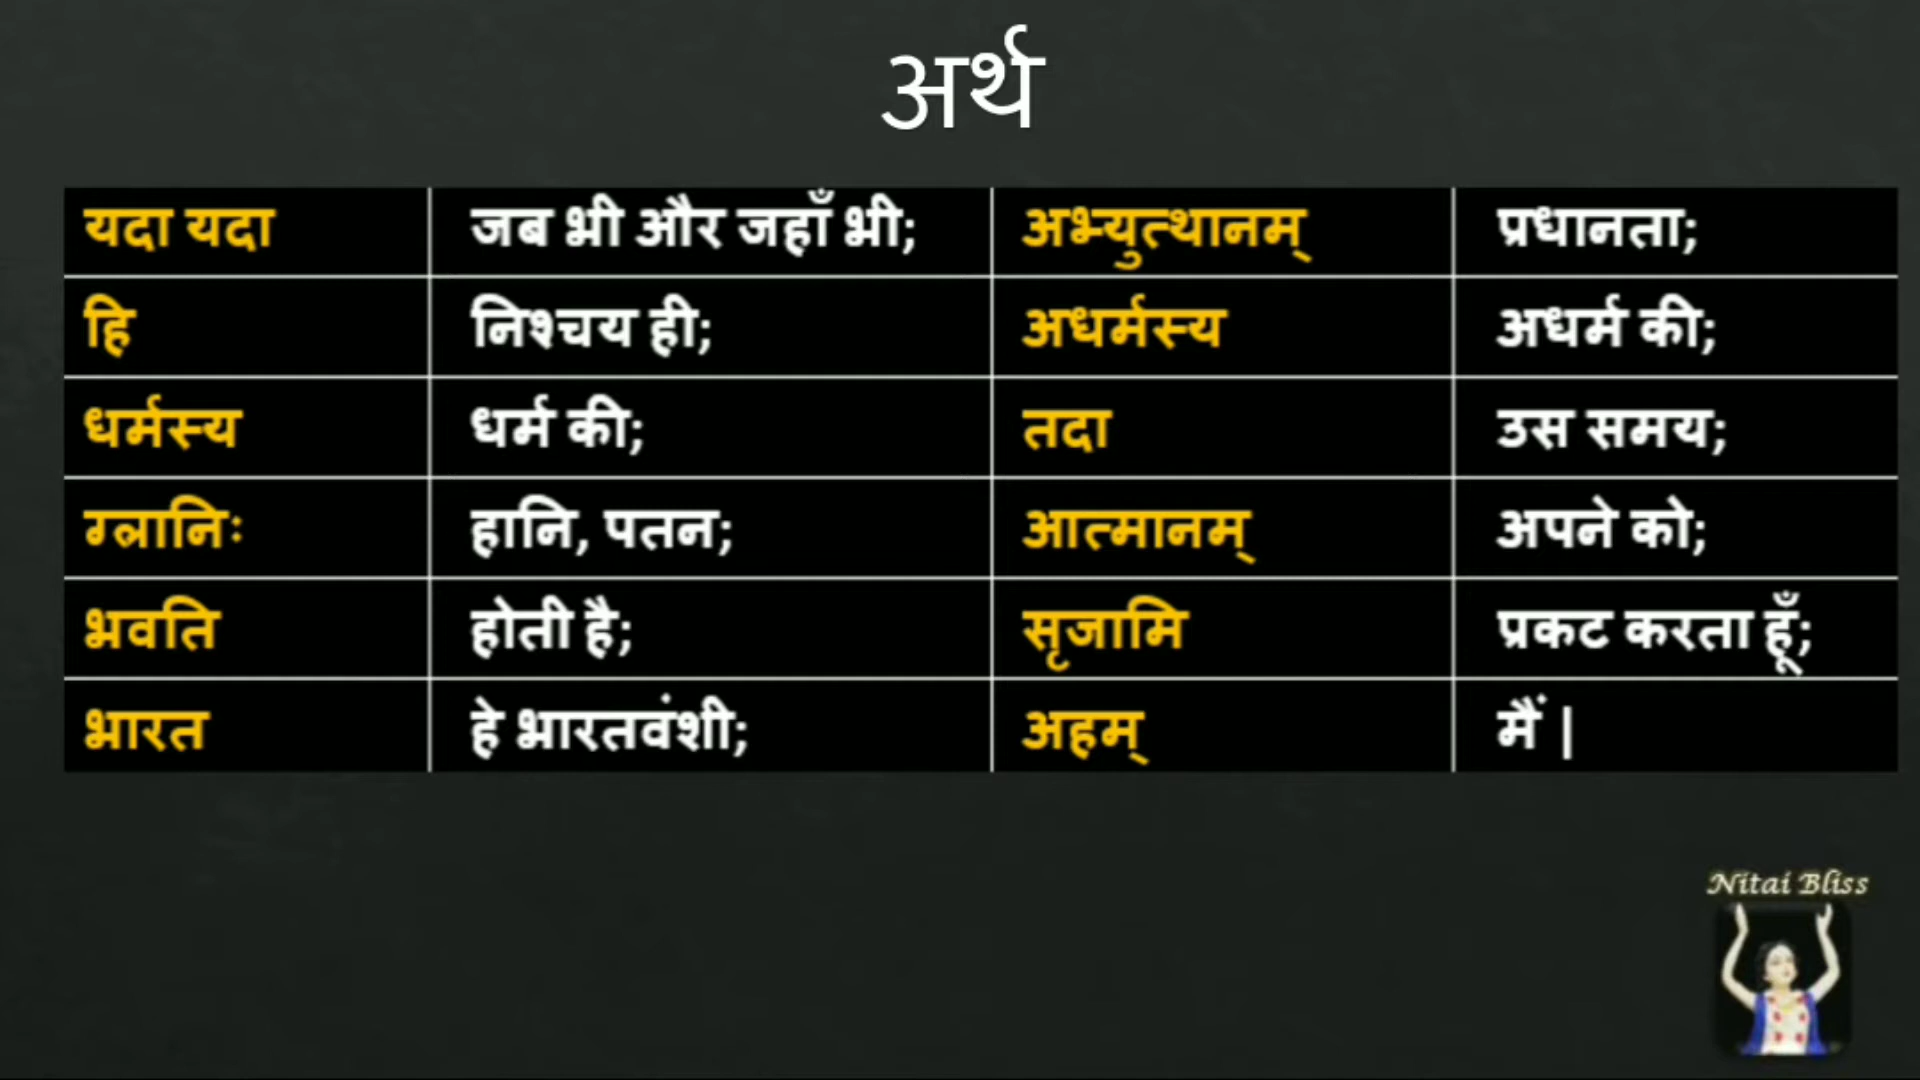 अर्थ
यदा यदा जब भी और जहाँ भी; अभ्युत्थानम् प्रधानता;
हि निश्चय ही; अधर्मस्य अधर्म की;
धर्मस्य धर्म की; तदा उस समय;
ग्लानिः हानि, पतन; आत्मानम् अपने को;
भवति होती है; सृजामि प्रकट करता हूँ;
भारत हे भारतवंशी; अहम् मैं |
Nitai Bliss